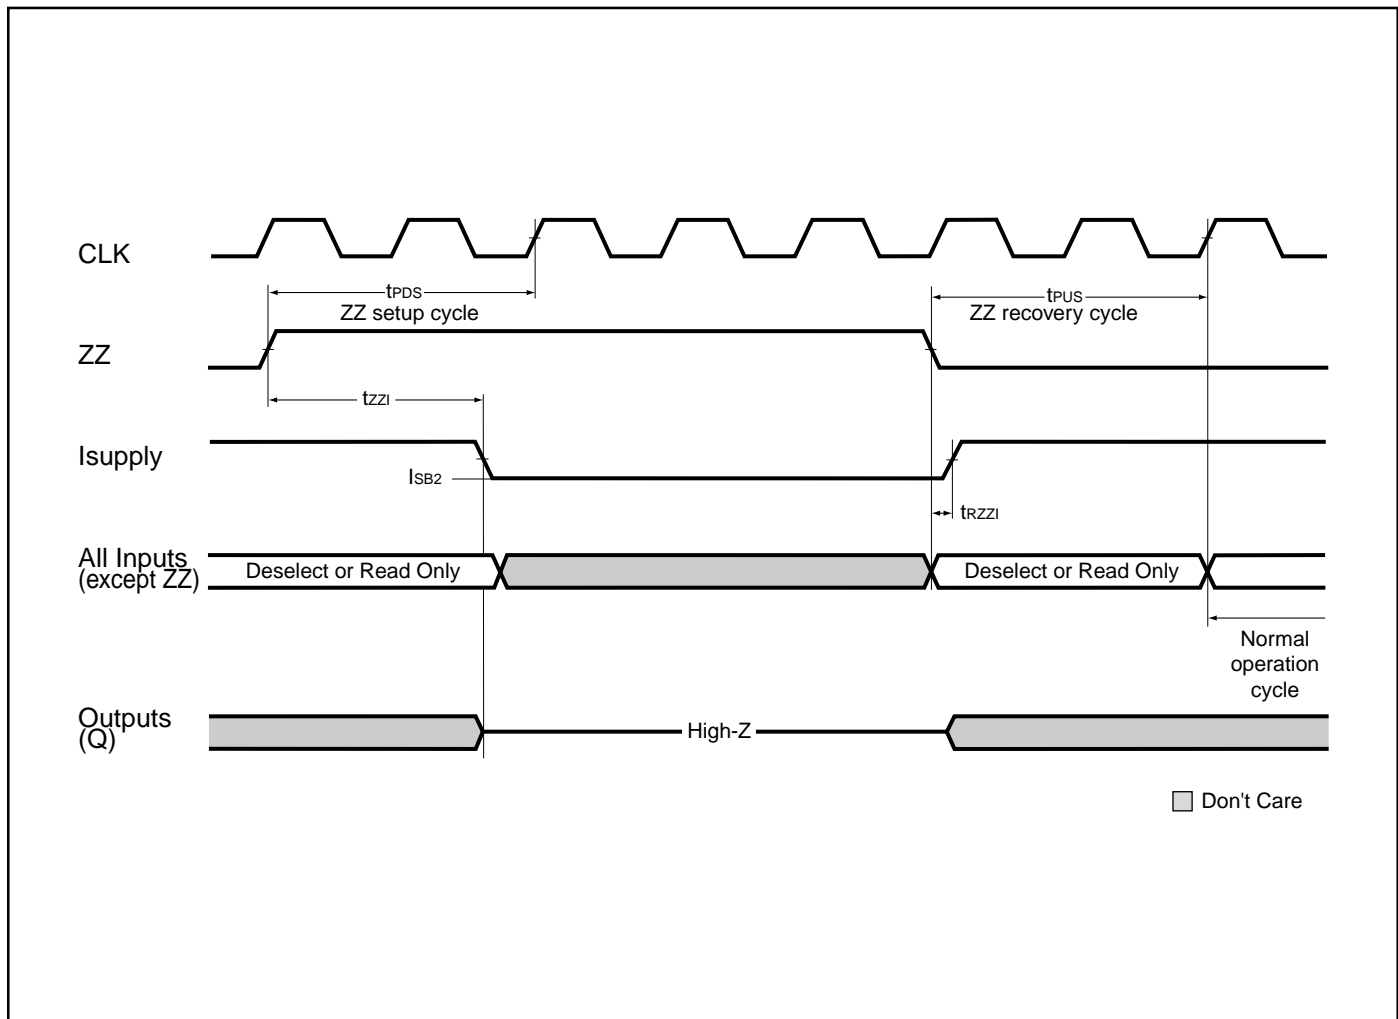 CLK
tPDS
ZZ setup cycle
tPUS
ZZ recovery cycle
ZZ
tZZI
Isupply
ISB2
tRZZI
All Inputs
(except ZZ)
Deselect or Read Only
Deselect or Read Only
Normal
operation
cycle
Outputs
(Q)
High-Z
Don't Care